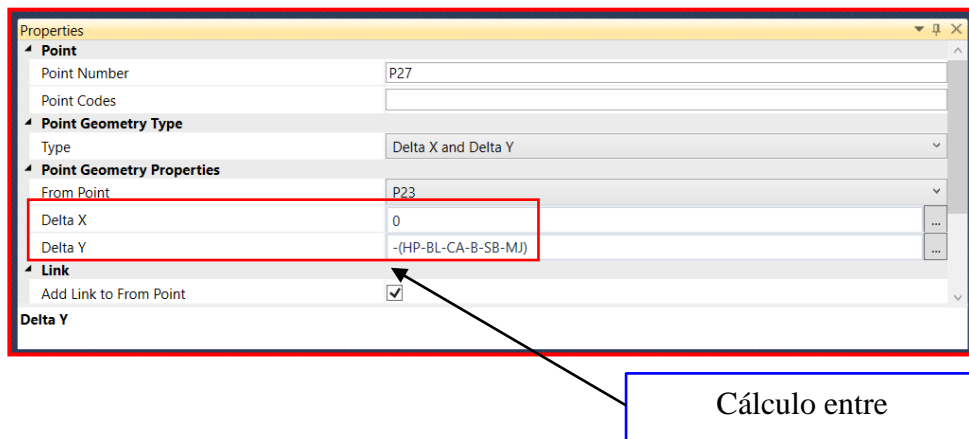 Properties
Point
Point Number P27
Point Codes
Point Geometry Type
Type Delta X and Delta Y
Point Geometry Properties
From Point P23
Delta X 0 ...
Delta Y -(HP-BL-CA-B-SB-MJ) ...
Link
Add Link to From Point
Delta Y
Cálculo entre